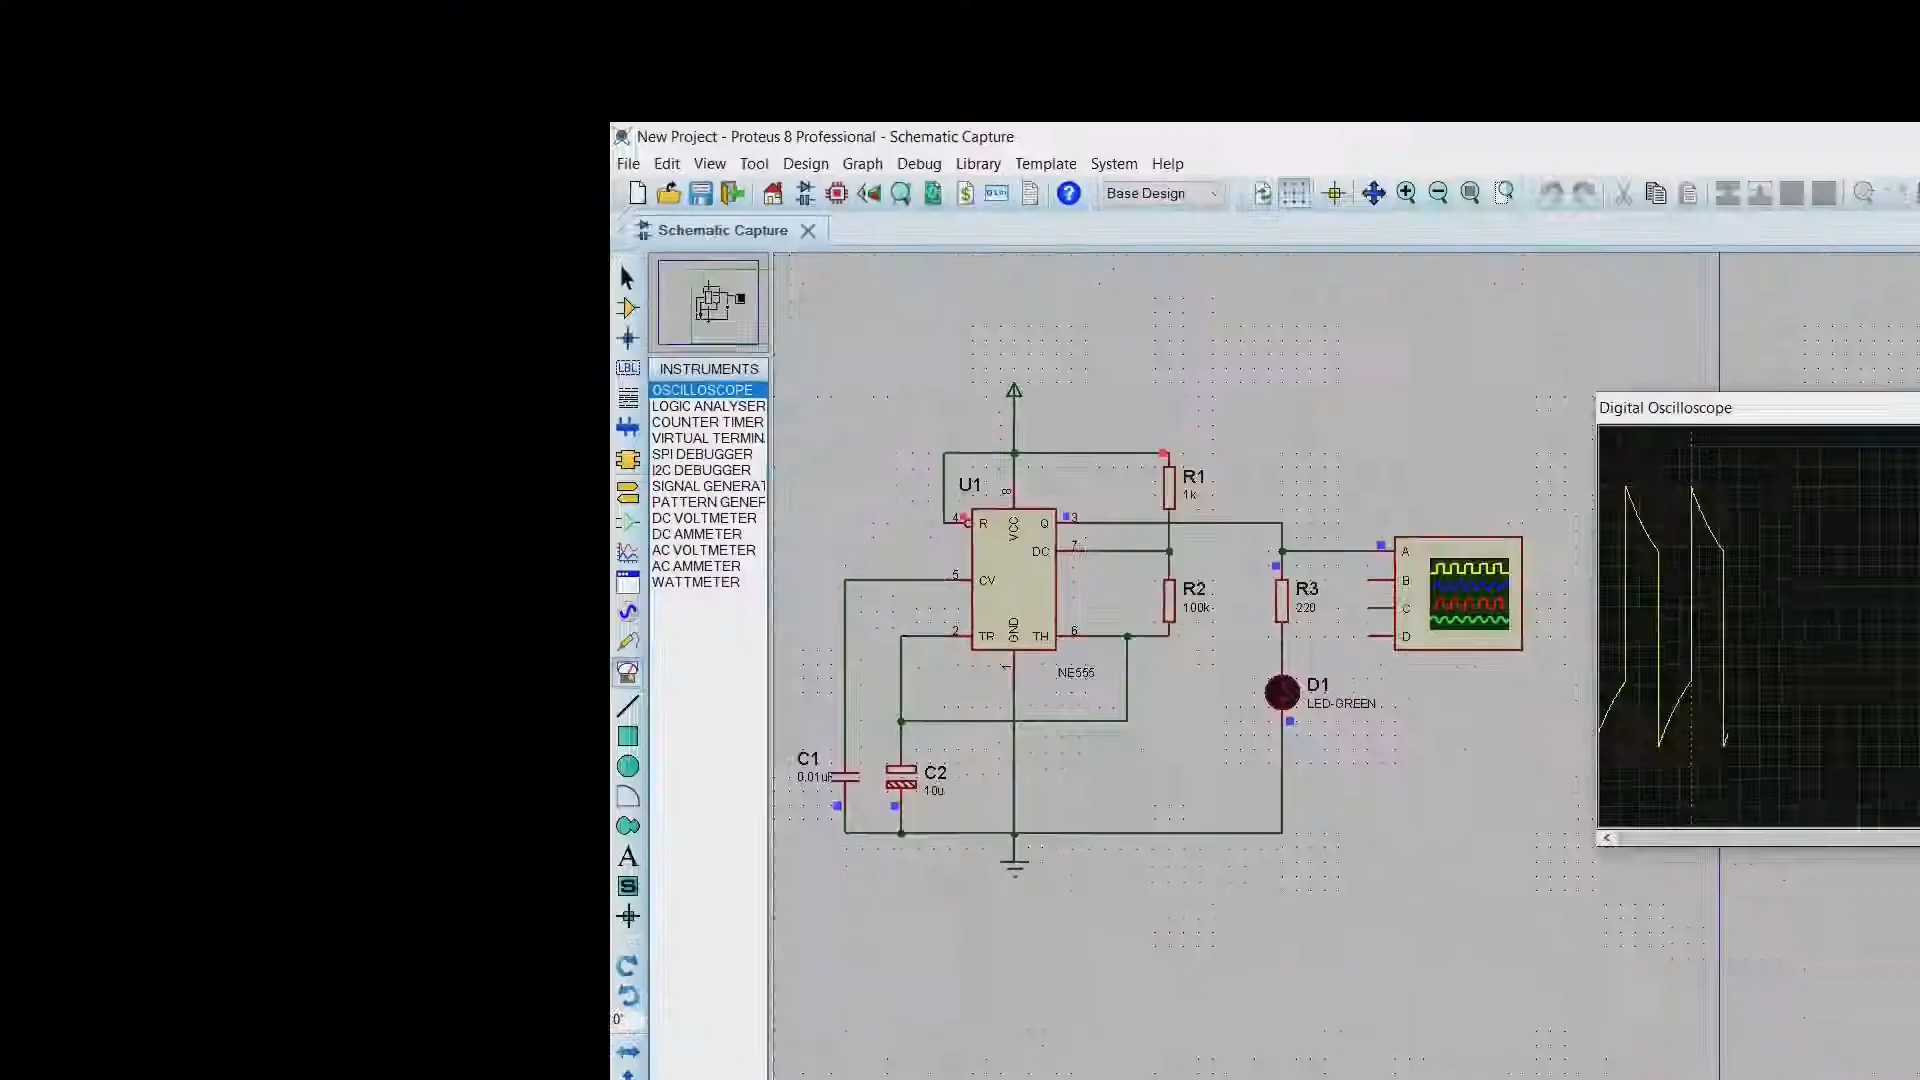 New Project - Proteus 8 Professional - Schematic Capture
File Edit View Tool Design Graph Debug Library Template System Help
Base Design
Schematic Capture
INSTRUMENTS
OSCILLOSCOPE
LOGIC ANALYSER
COUNTER TIMER
VIRTUAL TERMIN
SPI DEBUGGER
I2C DEBUGGER
SIGNAL GENERAT
PATTERN GENEF
DC VOLTMETER
DC AMMETER
AC VOLTMETER
AC AMMETER
WATTMETER
LBL
A
S
0°
U1
8
VCC
4 R
Q 3
DC 7
5 CV
2 TR
GND
TH 6
1
NE555
R1
1k
R2
100k
R3
220
D1
LED-GREEN
C1
0.01uF
C2
10u
A
B
C
D
Digital Oscilloscope